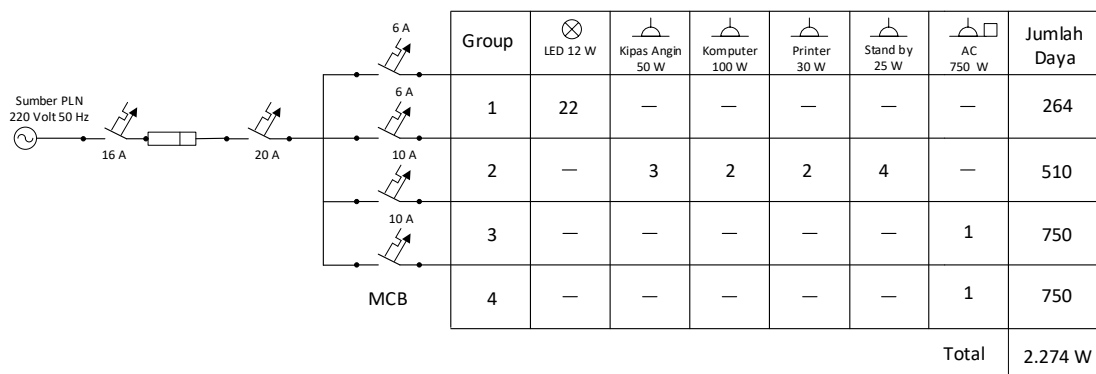 Sumber PLN
220 Volt 50 Hz
16 A
20 A
6 A
6 A
10 A
10 A
MCB
Group
LED 12 W
Kipas Angin
50 W
Komputer
100 W
Printer
30 W
Stand by
25 W
AC
750 W
Jumlah
Daya
1 22 — — — — — 264
2 — 3 2 2 4 — 510
3 — — — — — 1 750
4 — — — — — 1 750
Total 2.274 W